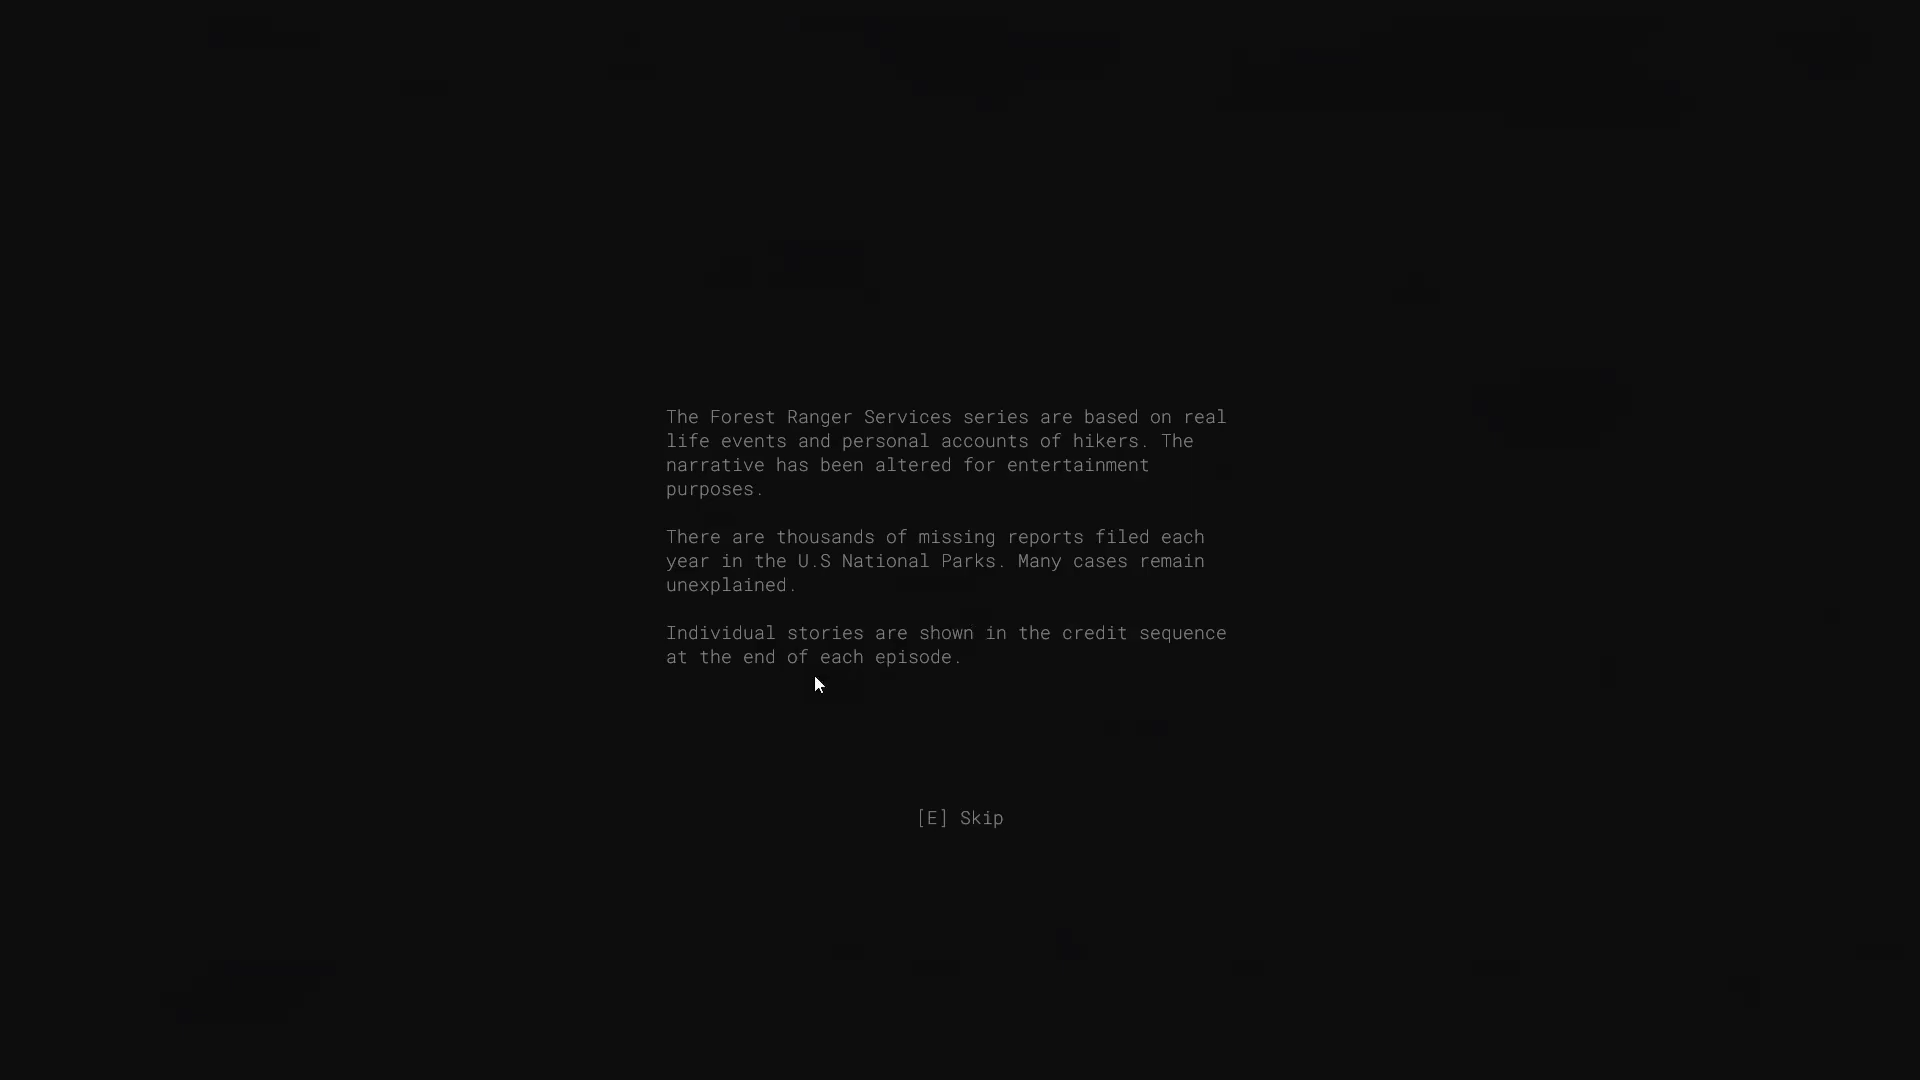 The Forest Ranger Services series are based on real
life events and personal accounts of hikers. The
narrative has been altered for entertainment
purposes.
There are thousands of missing reports filed each
year in the U.S National Parks. Many cases remain
unexplained.
Individual stories are shown in the credit sequence
at the end of each episode.
[E] Skip